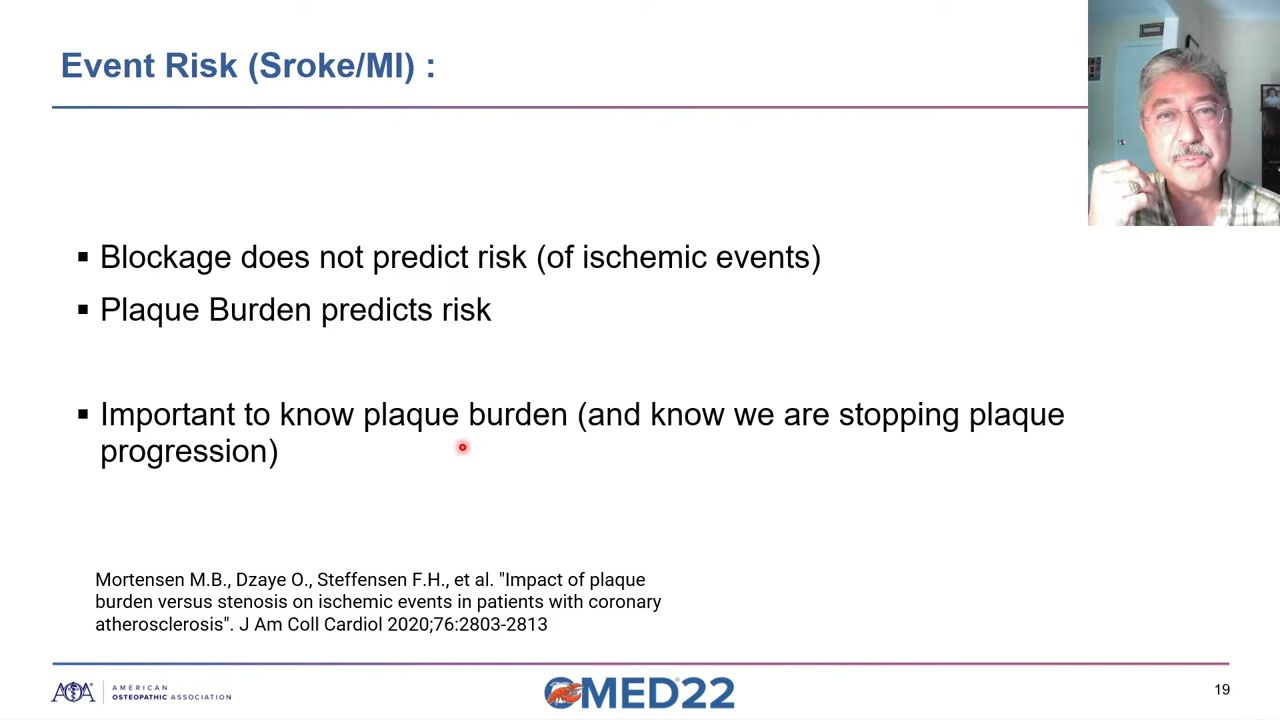 Event Risk (Sroke/MI) :
▪ Blockage does not predict risk (of ischemic events)
▪ Plaque Burden predicts risk
▪ Important to know plaque burden (and know we are stopping plaque
progression)
Mortensen M.B., Dzaye O., Steffensen F.H., et al. "Impact of plaque
burden versus stenosis on ischemic events in patients with coronary
atherosclerosis". J Am Coll Cardiol 2020;76:2803-2813
AOA
AMERICAN
OSTEOPATHIC ASSOCIATION
OMED22
19